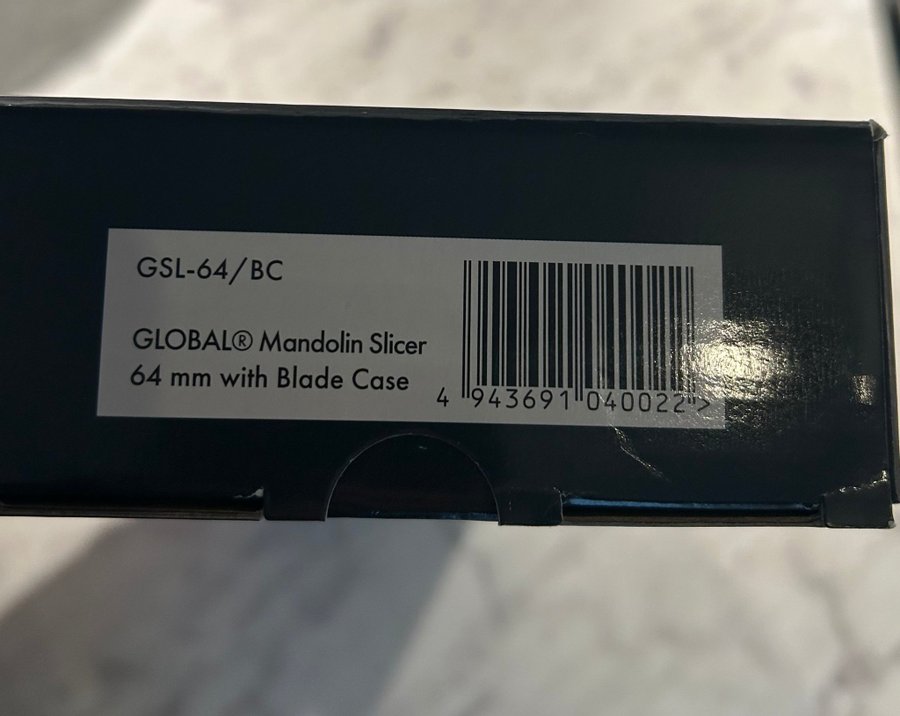 GSL-64/BC
GLOBAL® Mandolin Slicer
64 mm with Blade Case
4 943691 040022 >